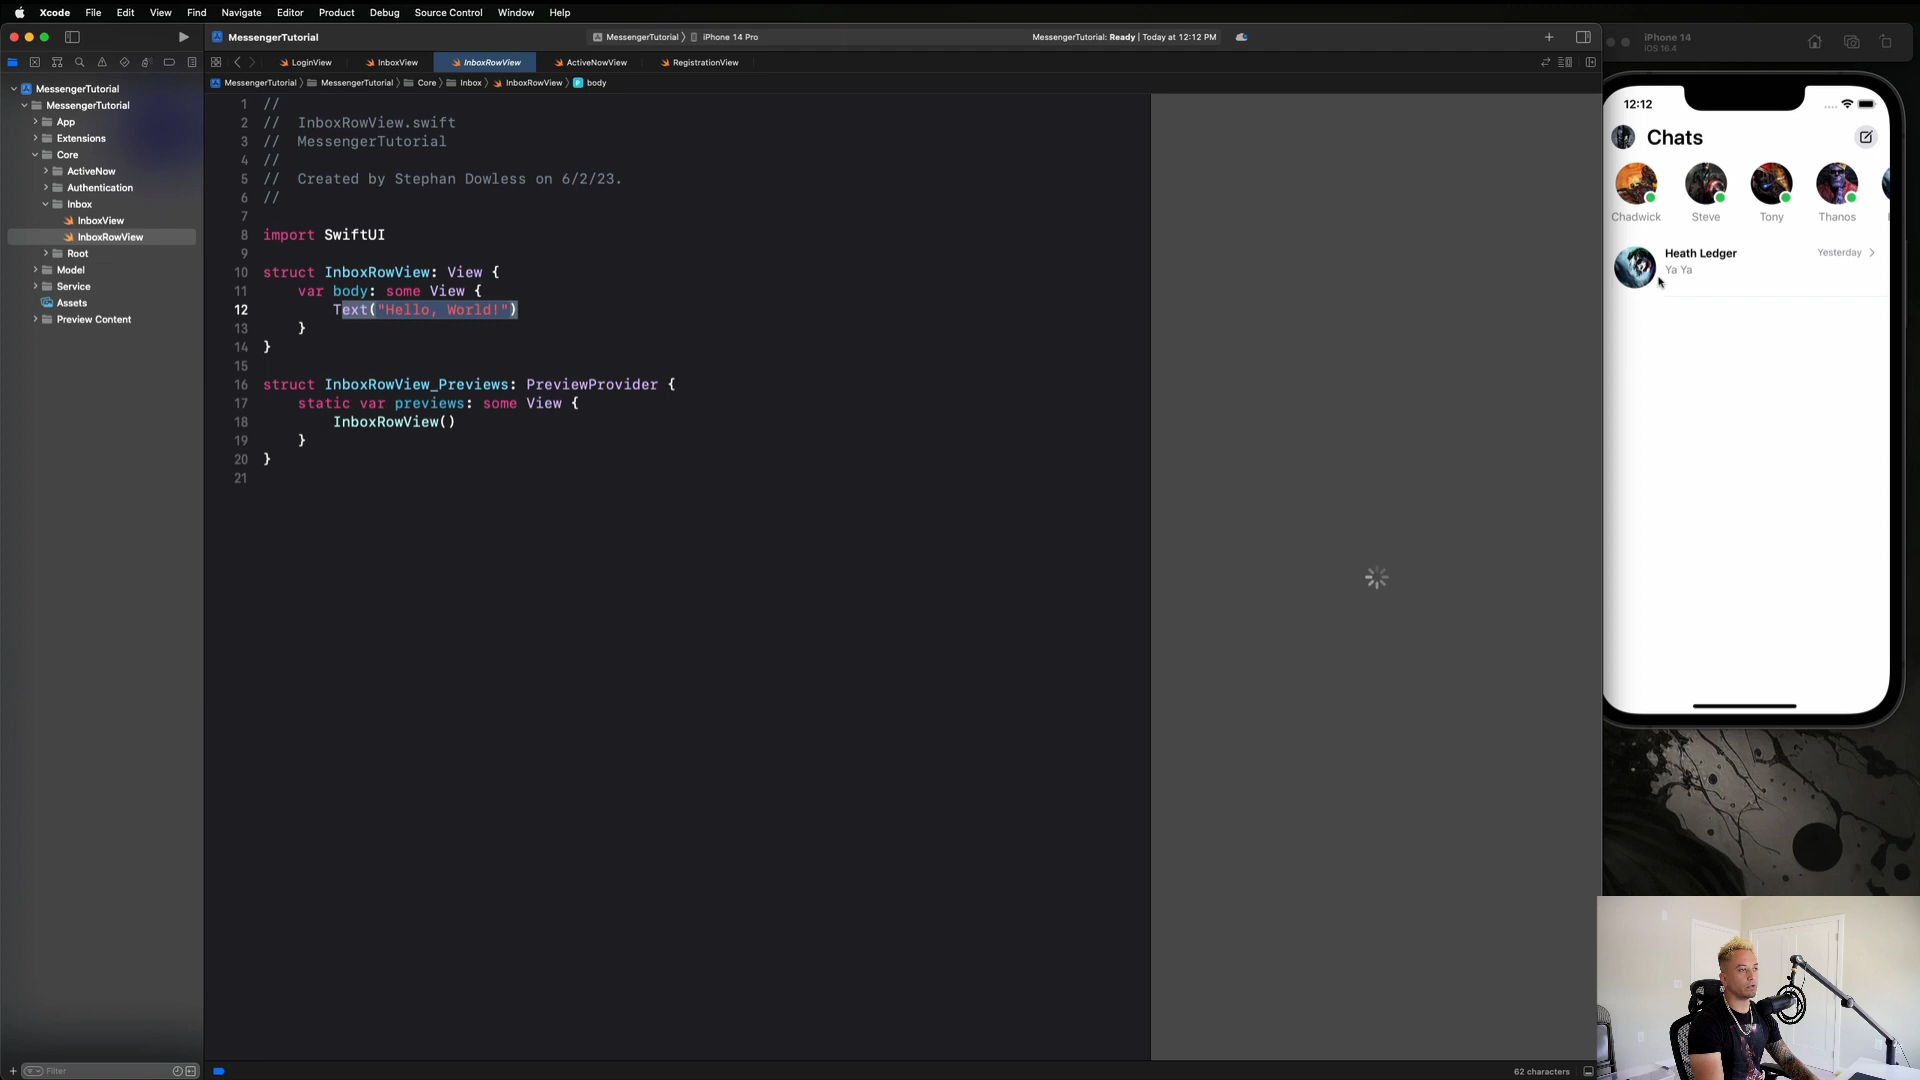 Xcode File Edit View Find Navigate Editor Product Debug Source Control Window Help
MessengerTutorial
MessengerTutorial iPhone 14 Pro
MessengerTutorial: Ready | Today at 12:12 PM
iPhone 14
iOS 16.4
LoginView InboxView InboxRowView ActiveNowView RegistrationView
MessengerTutorial MessengerTutorial Core Inbox InboxRowView body
MessengerTutorial
MessengerTutorial
App
Extensions
Core
ActiveNow
Authentication
Inbox
InboxView
InboxRowView
Root
Model
Service
Assets
Preview Content
Filter
1 //
2 // InboxRowView.swift
3 // MessengerTutorial
4 //
5 // Created by Stephan Dowless on 6/2/23.
6 //
7
8 import SwiftUI
9
10 struct InboxRowView: View {
11 var body: some View {
12 Text("Hello, World!")
13 }
14 }
15
16 struct InboxRowView_Previews: PreviewProvider {
17 static var previews: some View {
18 InboxRowView()
19 }
20 }
21
62 characters
12:12
Chats
Chadwick Steve Tony Thanos
Heath Ledger Yesterday
Ya Ya